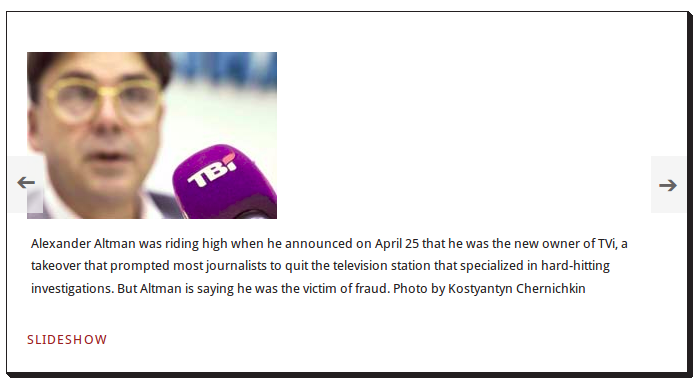 TBi
Alexander Altman was riding high when he announced on April 25 that he was the new owner of TVi, a
takeover that prompted most journalists to quit the television station that specialized in hard-hitting
investigations. But Altman is saying he was the victim of fraud. Photo by Kostyantyn Chernichkin
SLIDESHOW